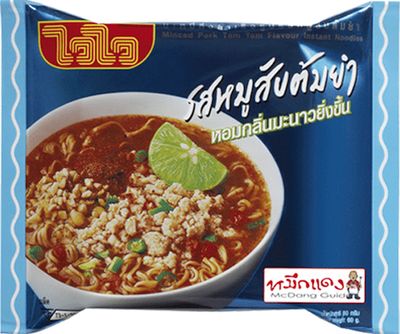 ไวไว
Minced Pork Tom Yum Flavour Instant Noodles
รสหมูสับต้มยำ
หอมกลิ่นมะนาวยิ่งขึ้น
หมึกแดง
McDang Guide